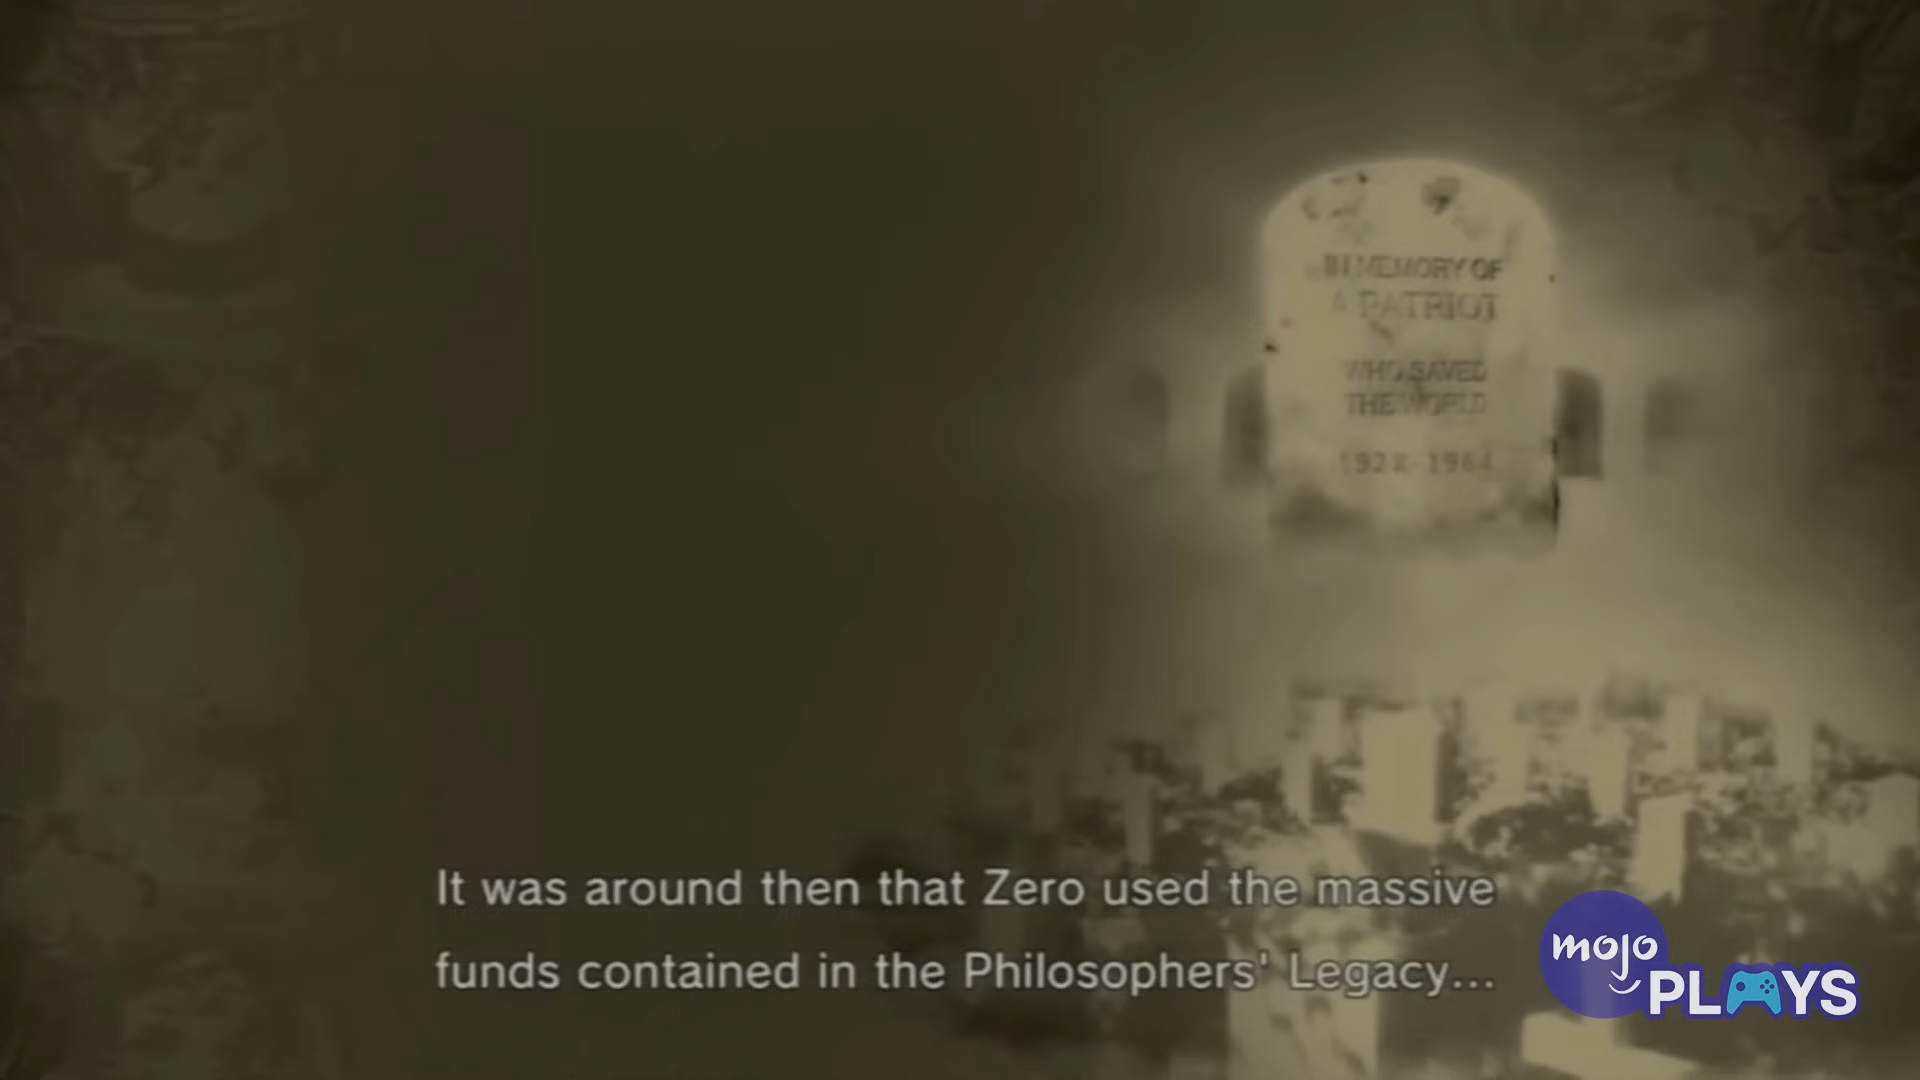 IN MEMORY OF
A PATRIOT
WHO SAVED
THE WORLD
It was around then that Zero used the massive
funds contained in the Philosophers' Legacy...
mojo
PLAYS